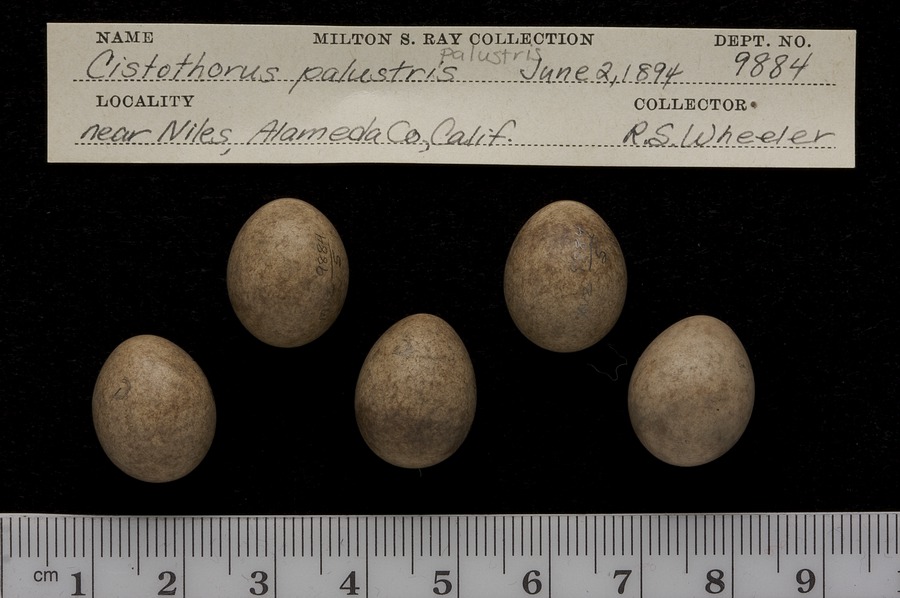 NAME MILTON S. RAY COLLECTION DEPT. NO.
palustris
Cistothorus palustris June 2, 1894 9884
LOCALITY COLLECTOR
near Niles, Alameda Co., Calif. R.S. Wheeler
9884
5
5
cm 1 2 3 4 5 6 7 8 9